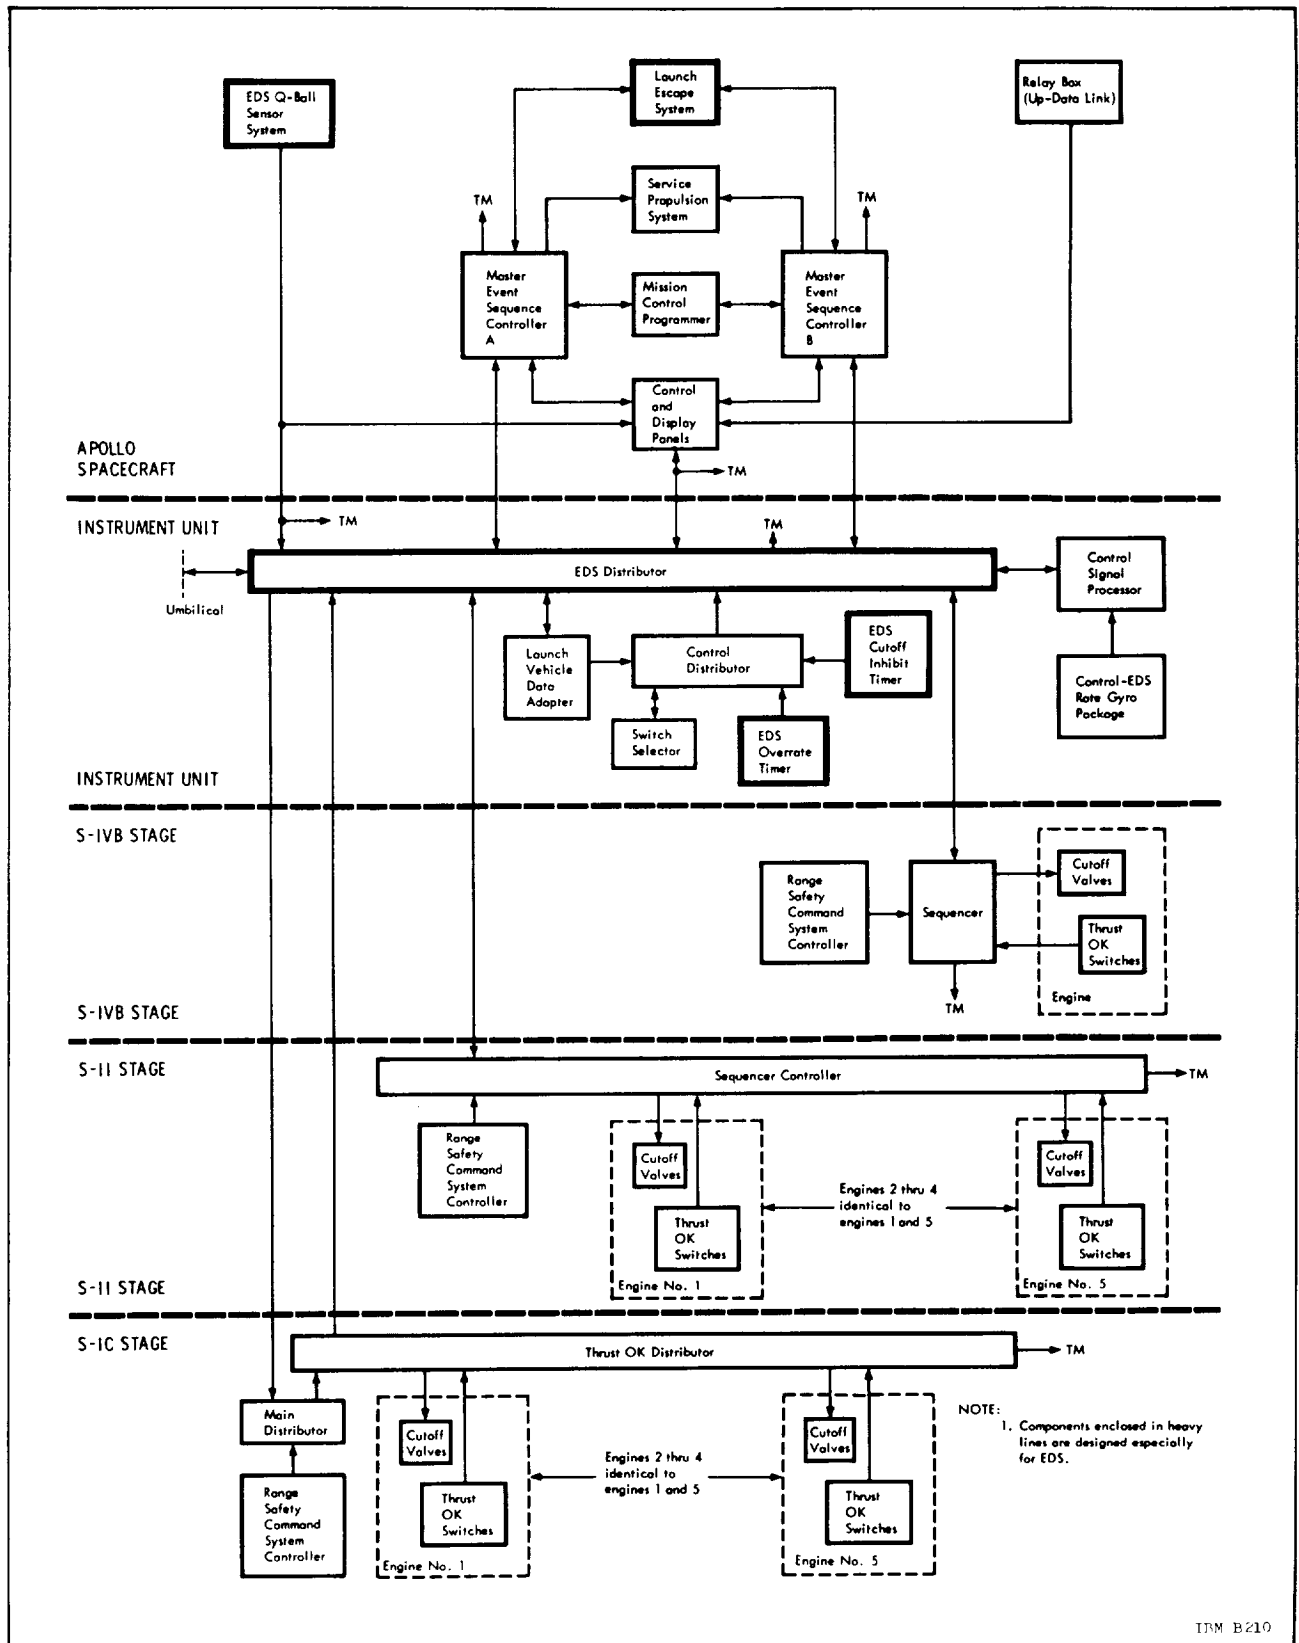 EDS Q-Ball
Sensor
System
Launch
Escape
System
Relay Box
(Up-Data Link)
Service
Propulsion
System
TM
TM
Master
Event
Sequence
Controller
A
Mission
Control
Programmer
Master
Event
Sequence
Controller
B
Control
and
Display
Panels
APOLLO
SPACECRAFT
TM
INSTRUMENT UNIT
TM
TM
EDS Distributor
Umbilical
Control
Signal
Processor
Launch
Vehicle
Data
Adapter
Control
Distributor
EDS
Cutoff
Inhibit
Timer
Control-EDS
Rate Gyro
Package
Switch
Selector
EDS
Overrate
Timer
INSTRUMENT UNIT
S-IVB STAGE
Range
Safety
Command
System
Controller
Sequencer
Cutoff
Valves
Thrust
OK
Switches
Engine
TM
S-IVB STAGE
S-II STAGE
Sequencer Controller
TM
Range
Safety
Command
System
Controller
Cutoff
Valves
Thrust
OK
Switches
Engine No. 1
Engines 2 thru 4
identical to
engines 1 and 5
Cutoff
Valves
Thrust
OK
Switches
Engine No. 5
S-II STAGE
S-IC STAGE
Thrust OK Distributor
TM
Main
Distributor
Range
Safety
Command
System
Controller
Cutoff
Valves
Thrust
OK
Switches
Engine No. 1
Engines 2 thru 4
identical to
engines 1 and 5
Cutoff
Valves
Thrust
OK
Switches
Engine No. 5
NOTE:
1. Components enclosed in heavy
lines are designed especially
for EDS.
IBM B210